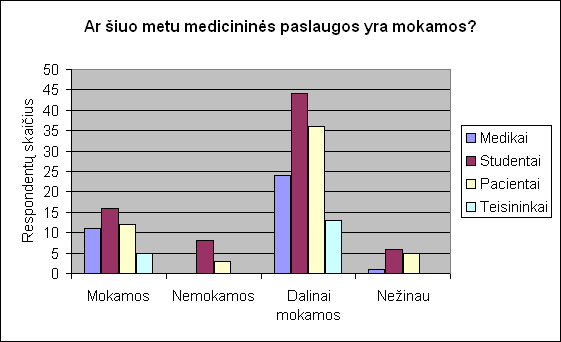 Ar šiuo metu medicininės paslaugos yra mokamos?
Respondentų skaičius
50
45
40
35
30
25
20
15
10
5
0
Mokamos
Nemokamos
Dalinai
mokamos
Nežinau
Medikai
Studentai
Pacientai
Teisininkai